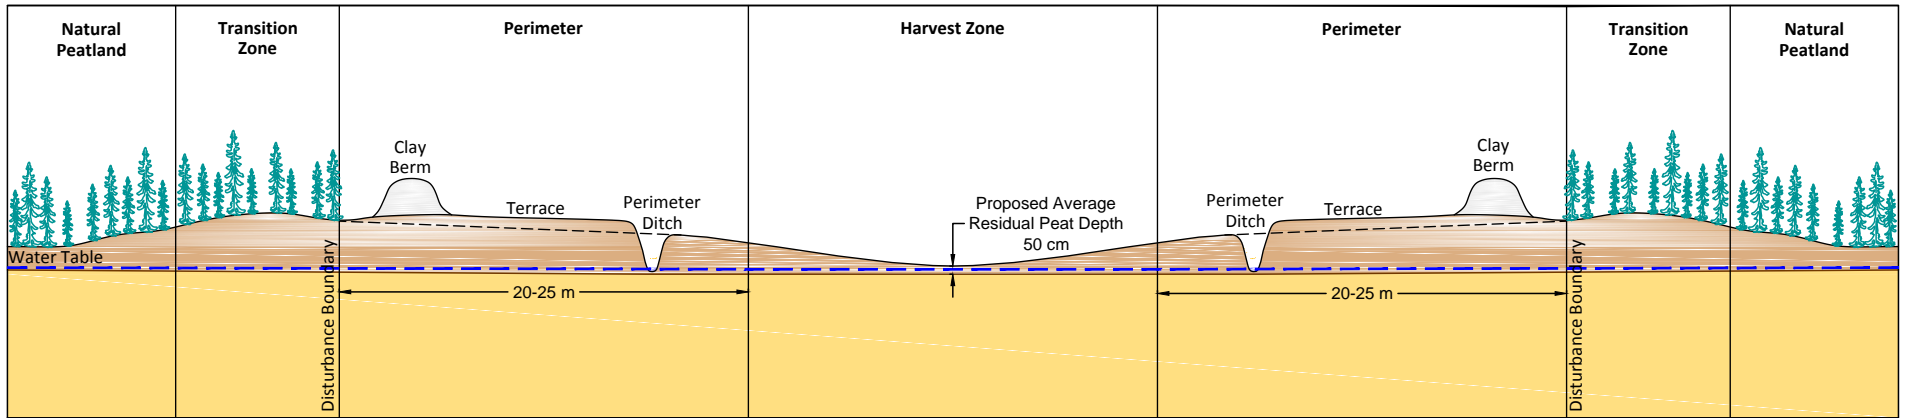 Natural
Peatland
Transition
Zone
Perimeter
Harvest Zone
Perimeter
Transition
Zone
Natural
Peatland
Clay
Berm
Terrace
Perimeter
Ditch
Proposed Average
Residual Peat Depth
50 cm
Perimeter
Ditch
Terrace
Clay
Berm
Water Table
Disturbance Boundary
20-25 m
20-25 m
Disturbance Boundary